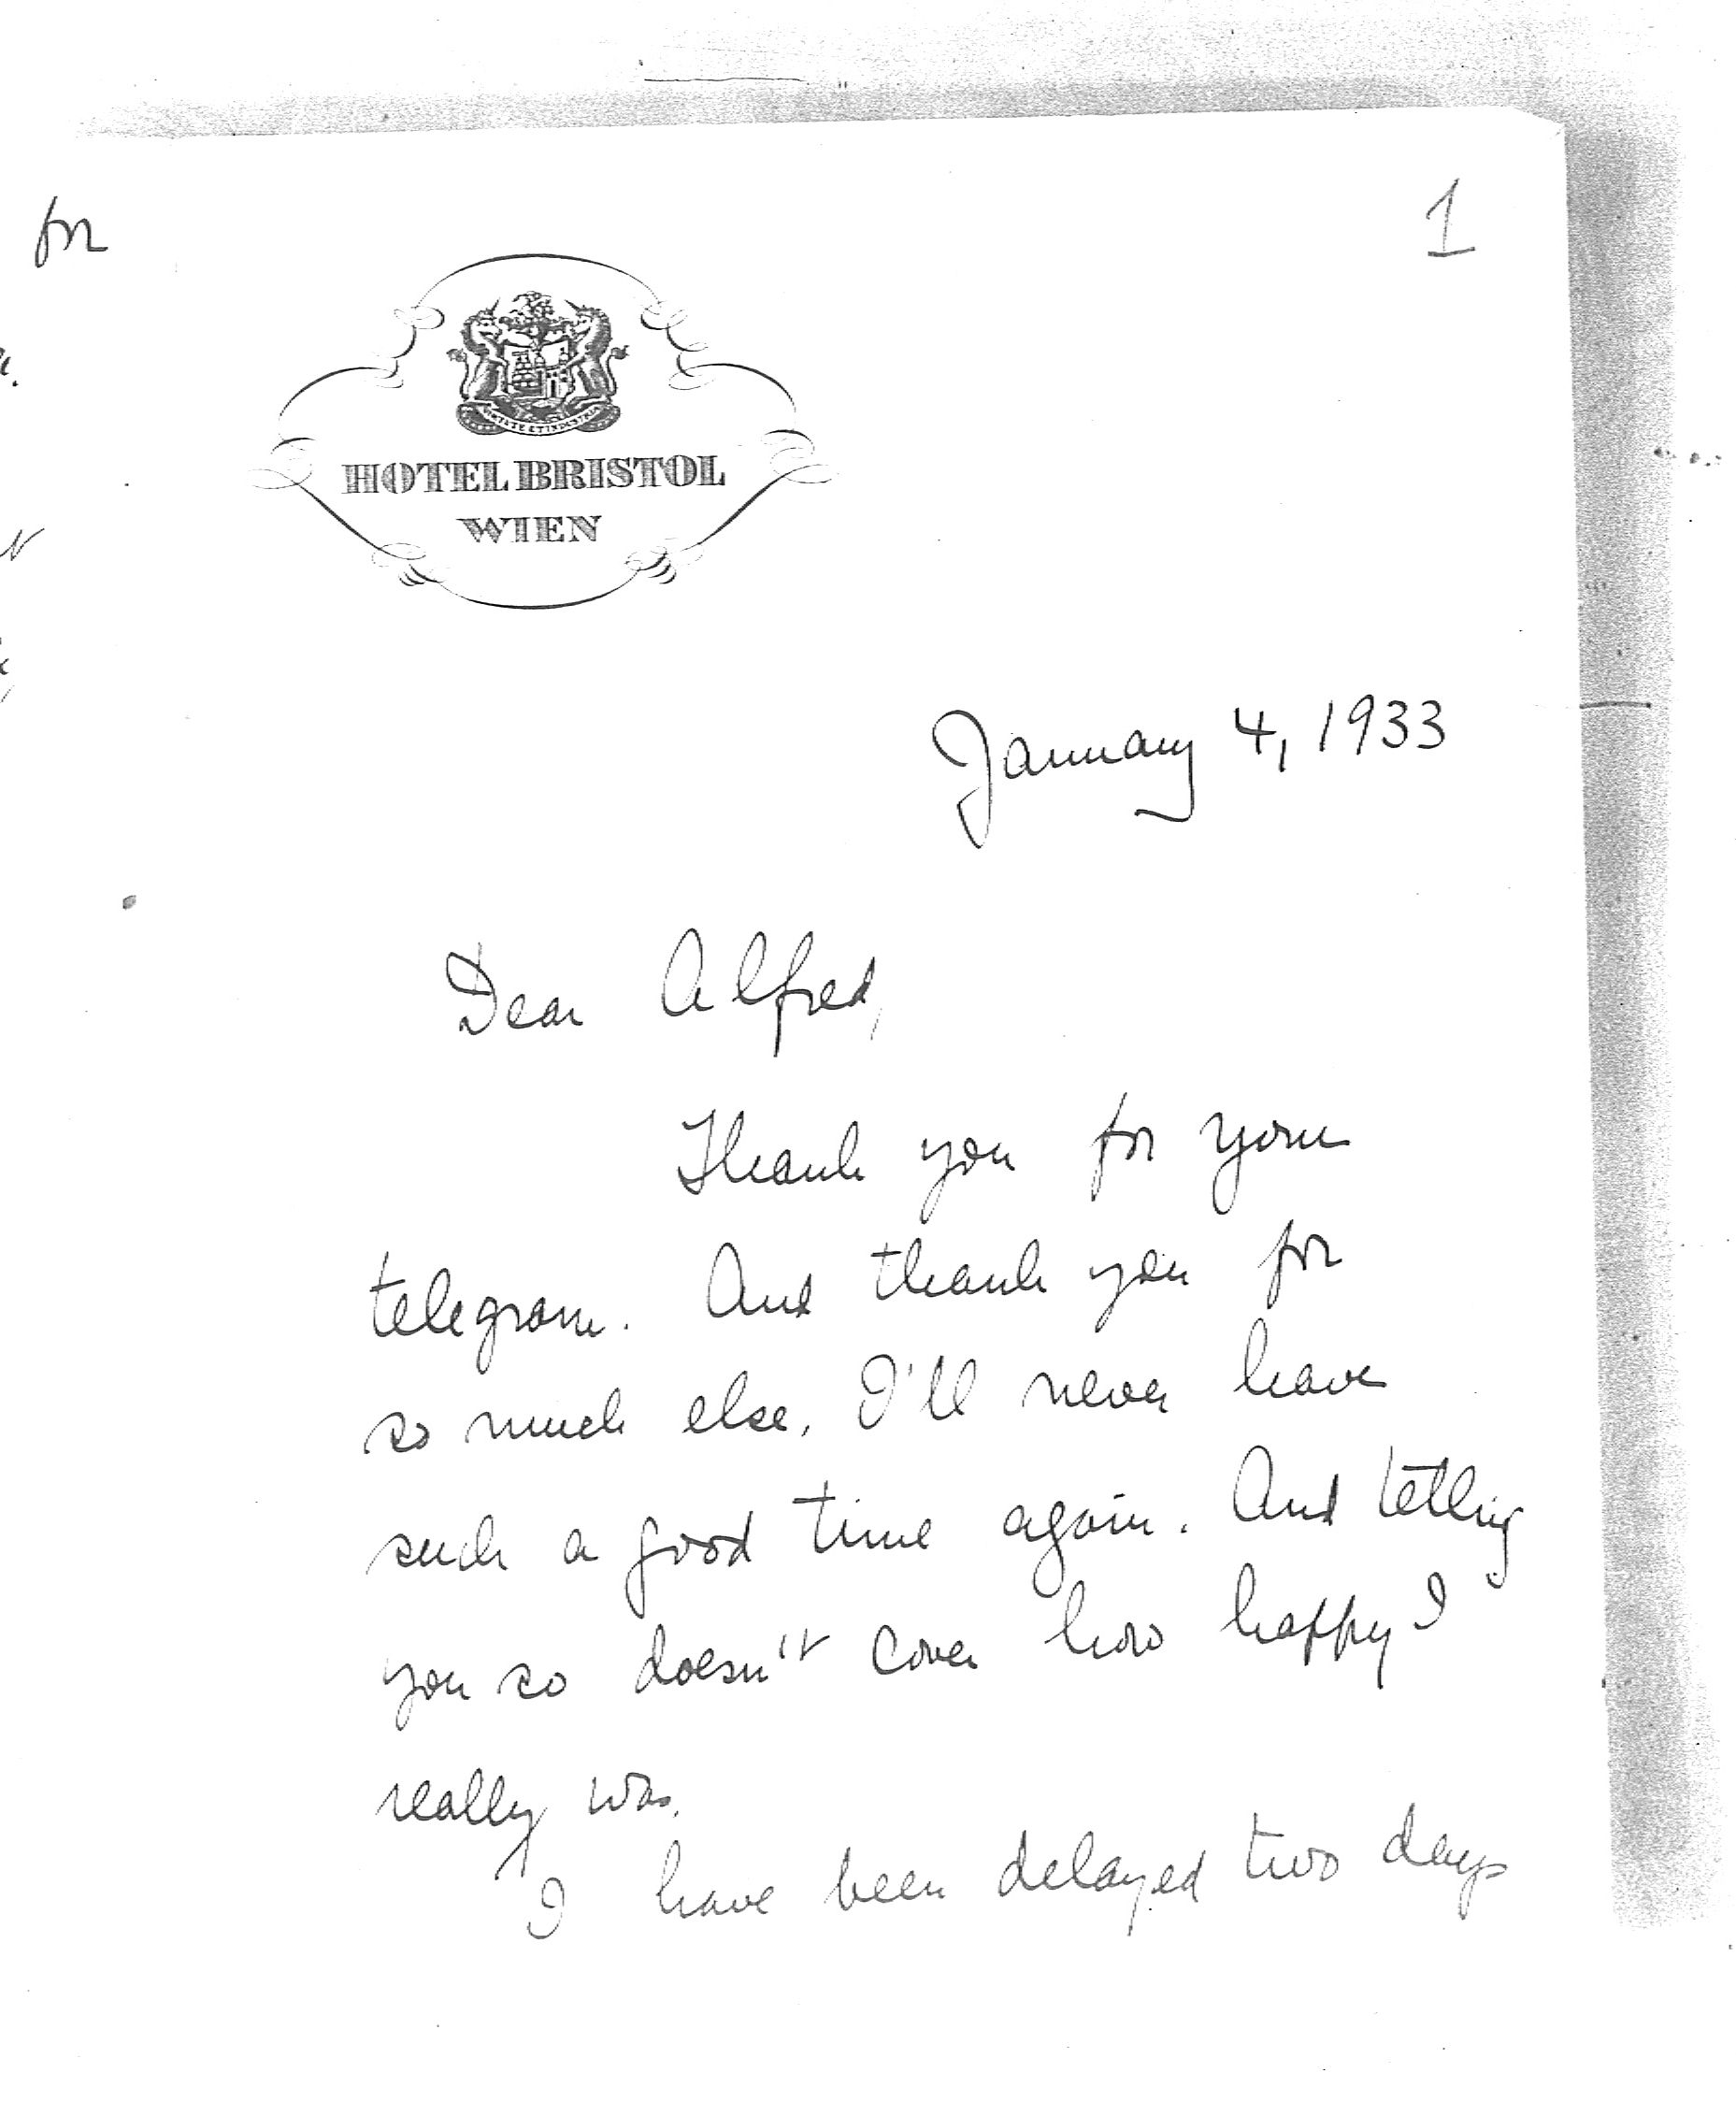 for
1
HOTEL BRISTOL
WIEN
January 4, 1933
Dear Alfred,
Thank you for your
telegram. And thank you for
so much else. I'll never have
such a good time again. And telling
you so doesn't cover how happy I
really was.
I have been delayed two days